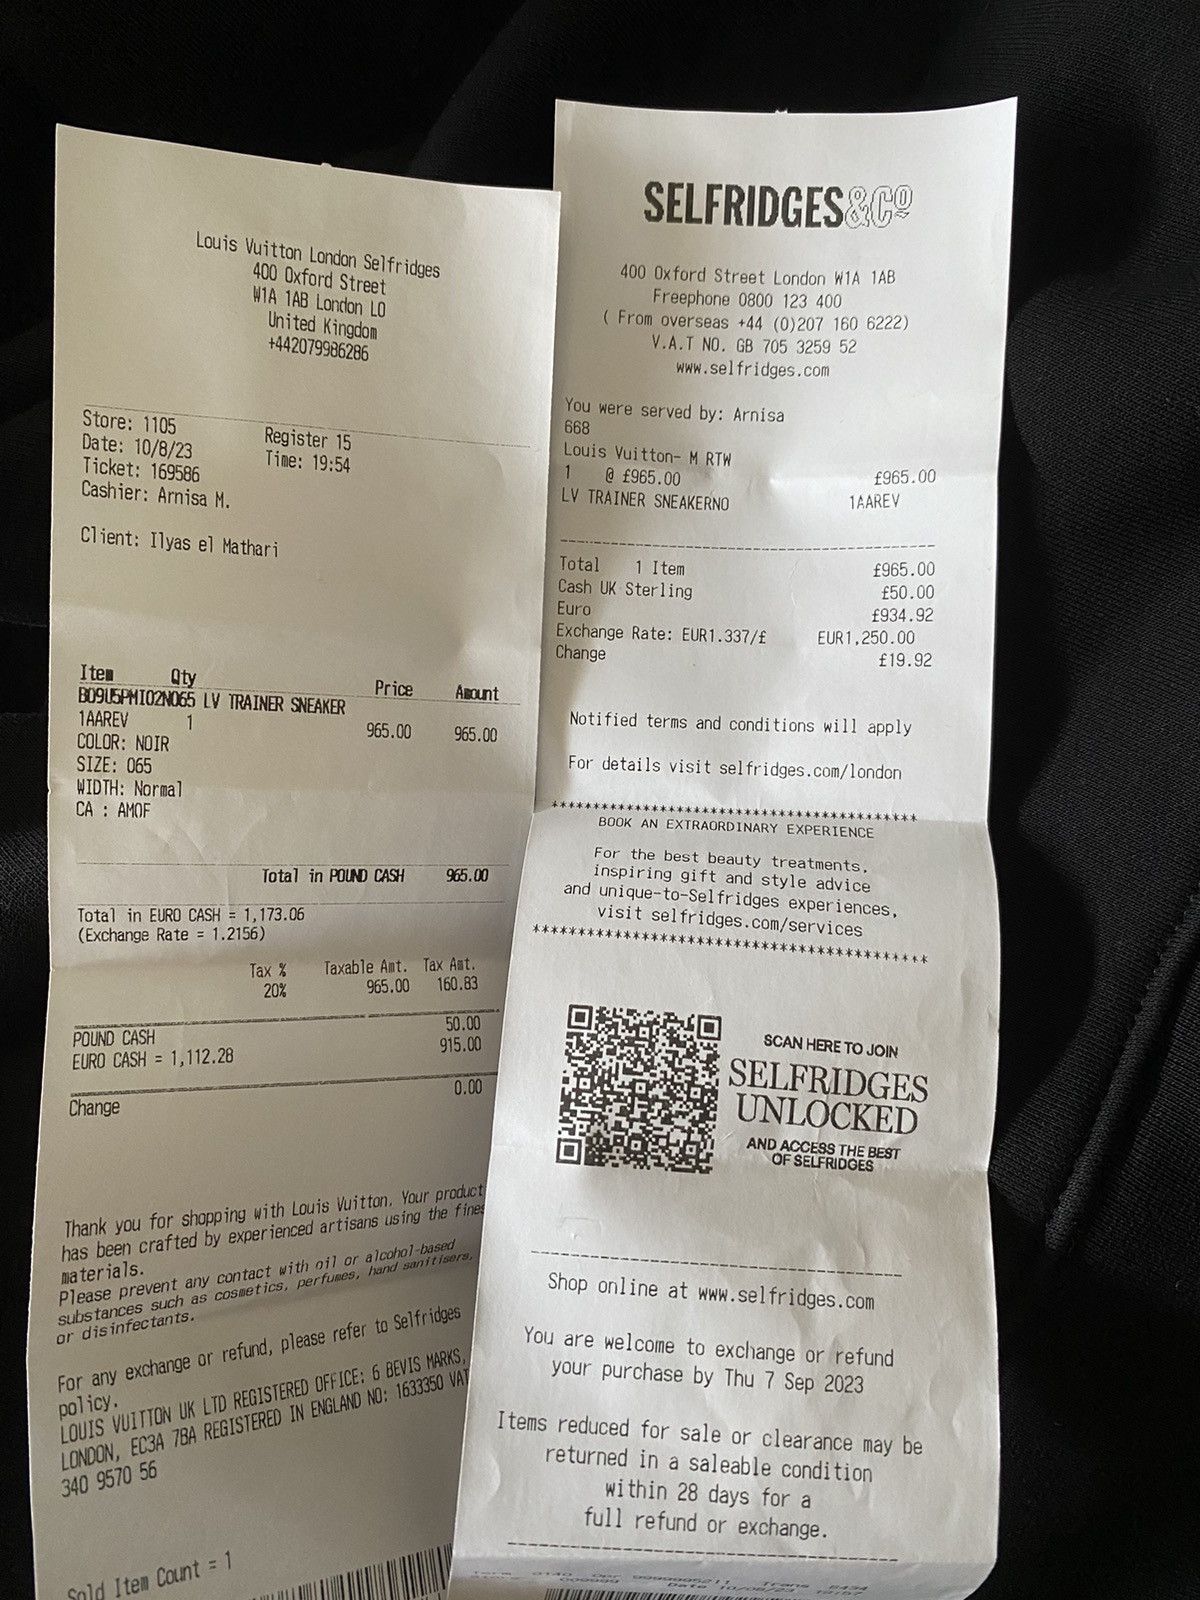 Louis Vuitton London Selfridges
400 Oxford Street
W1A 1AB London LO
United Kingdom
+442079986286
Store: 1105
Date: 10/8/23 Register 15
Ticket: 169586 Time: 19:54
Cashier: Arnisa M.
Client: Ilyas el Mathari
Item Qty Price Amount
BO9U5PMI02NO65 LV TRAINER SNEAKER
1AAREV 1 965.00 965.00
COLOR: NOIR
SIZE: 065
WIDTH: Normal
CA : AMOF
Total in POUND CASH 965.00
Total in EURO CASH = 1,173.06
(Exchange Rate = 1.2156)
Tax % Taxable Amt. Tax Amt.
20% 965.00 160.83
POUND CASH 50.00
EURO CASH = 1,112.28 915.00
Change 0.00
Thank you for shopping with Louis Vuitton. Your product
has been crafted by experienced artisans using the fines
materials.
Please prevent any contact with oil or alcohol-based
substances such as cosmetics, perfumes, hand sanitisers,
or disinfectants.
For any exchange or refund, please refer to Selfridges
policy.
LOUIS VUITTON UK LTD REGISTERED OFFICE: 6 BEVIS MARKS,
LONDON, EC3A 7BA REGISTERED IN ENGLAND NO: 1633350 VAT
340 9570 56
Sold Item Count = 1
SELFRIDGES&Co
400 Oxford Street London W1A 1AB
Freephone 0800 123 400
( From overseas +44 (0)207 160 6222)
V.A.T NO. GB 705 3259 52
www.selfridges.com
You were served by: Arnisa
668
Louis Vuitton- M RTW
1 @ £965.00 £965.00
LV TRAINER SNEAKERNO 1AAREV
Total 1 Item £965.00
Cash UK Sterling £50.00
Euro £934.92
Exchange Rate: EUR1.337/£ EUR1,250.00
Change £19.92
Notified terms and conditions will apply
For details visit selfridges.com/london
****************************************
BOOK AN EXTRAORDINARY EXPERIENCE
For the best beauty treatments,
inspiring gift and style advice
and unique-to-Selfridges experiences,
visit selfridges.com/services
****************************************
SCAN HERE TO JOIN
SELFRIDGES
UNLOCKED
AND ACCESS THE BEST
OF SELFRIDGES
Shop online at www.selfridges.com
You are welcome to exchange or refund
your purchase by Thu 7 Sep 2023
Items reduced for sale or clearance may be
returned in a saleable condition
within 28 days for a
full refund or exchange.
Date 10/08/23